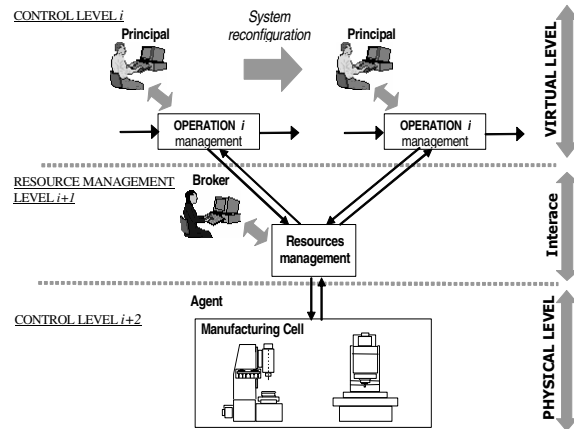 CONTROL LEVEL i
System
reconfiguration
Principal
Principal
VIRTUAL LEVEL
OPERATION i
management
OPERATION i
management
RESOURCE MANAGEMENT
LEVEL i+1
Broker
Interace
Resources
management
Agent
CONTROL LEVEL i+2
Manufacturing Cell
PHYSICAL LEVEL